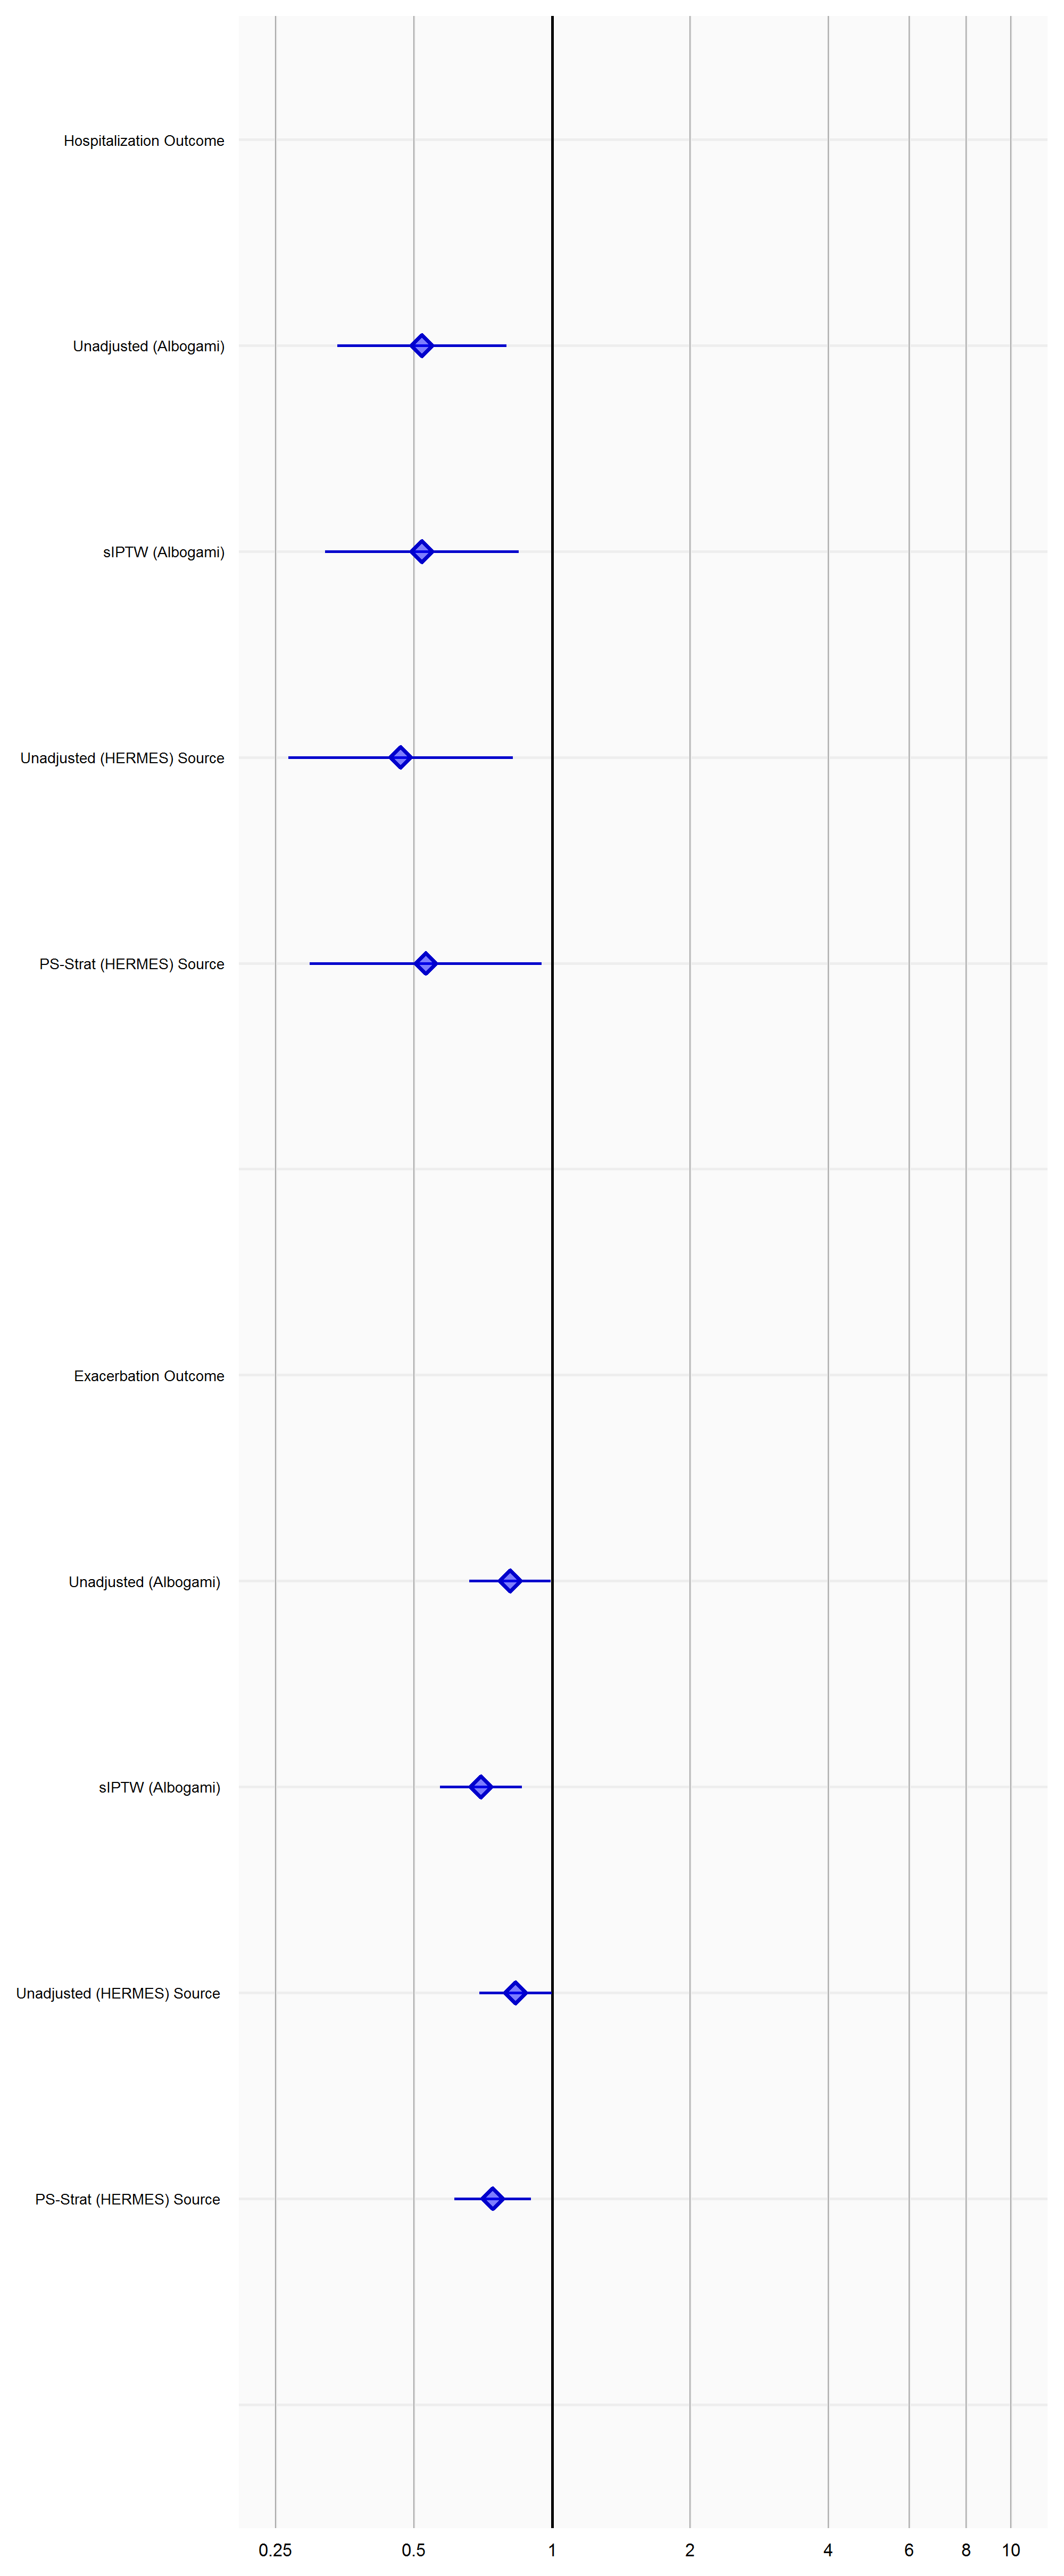 Hospitalization Outcome
Unadjusted (Albogami)
sIPTW (Albogami)
Unadjusted (HERMES) Source
PS-Strat (HERMES) Source
Exacerbation Outcome
Unadjusted (Albogami)
sIPTW (Albogami)
Unadjusted (HERMES) Source
PS-Strat (HERMES) Source
0.25 0.5 1 2 4 6 8 10